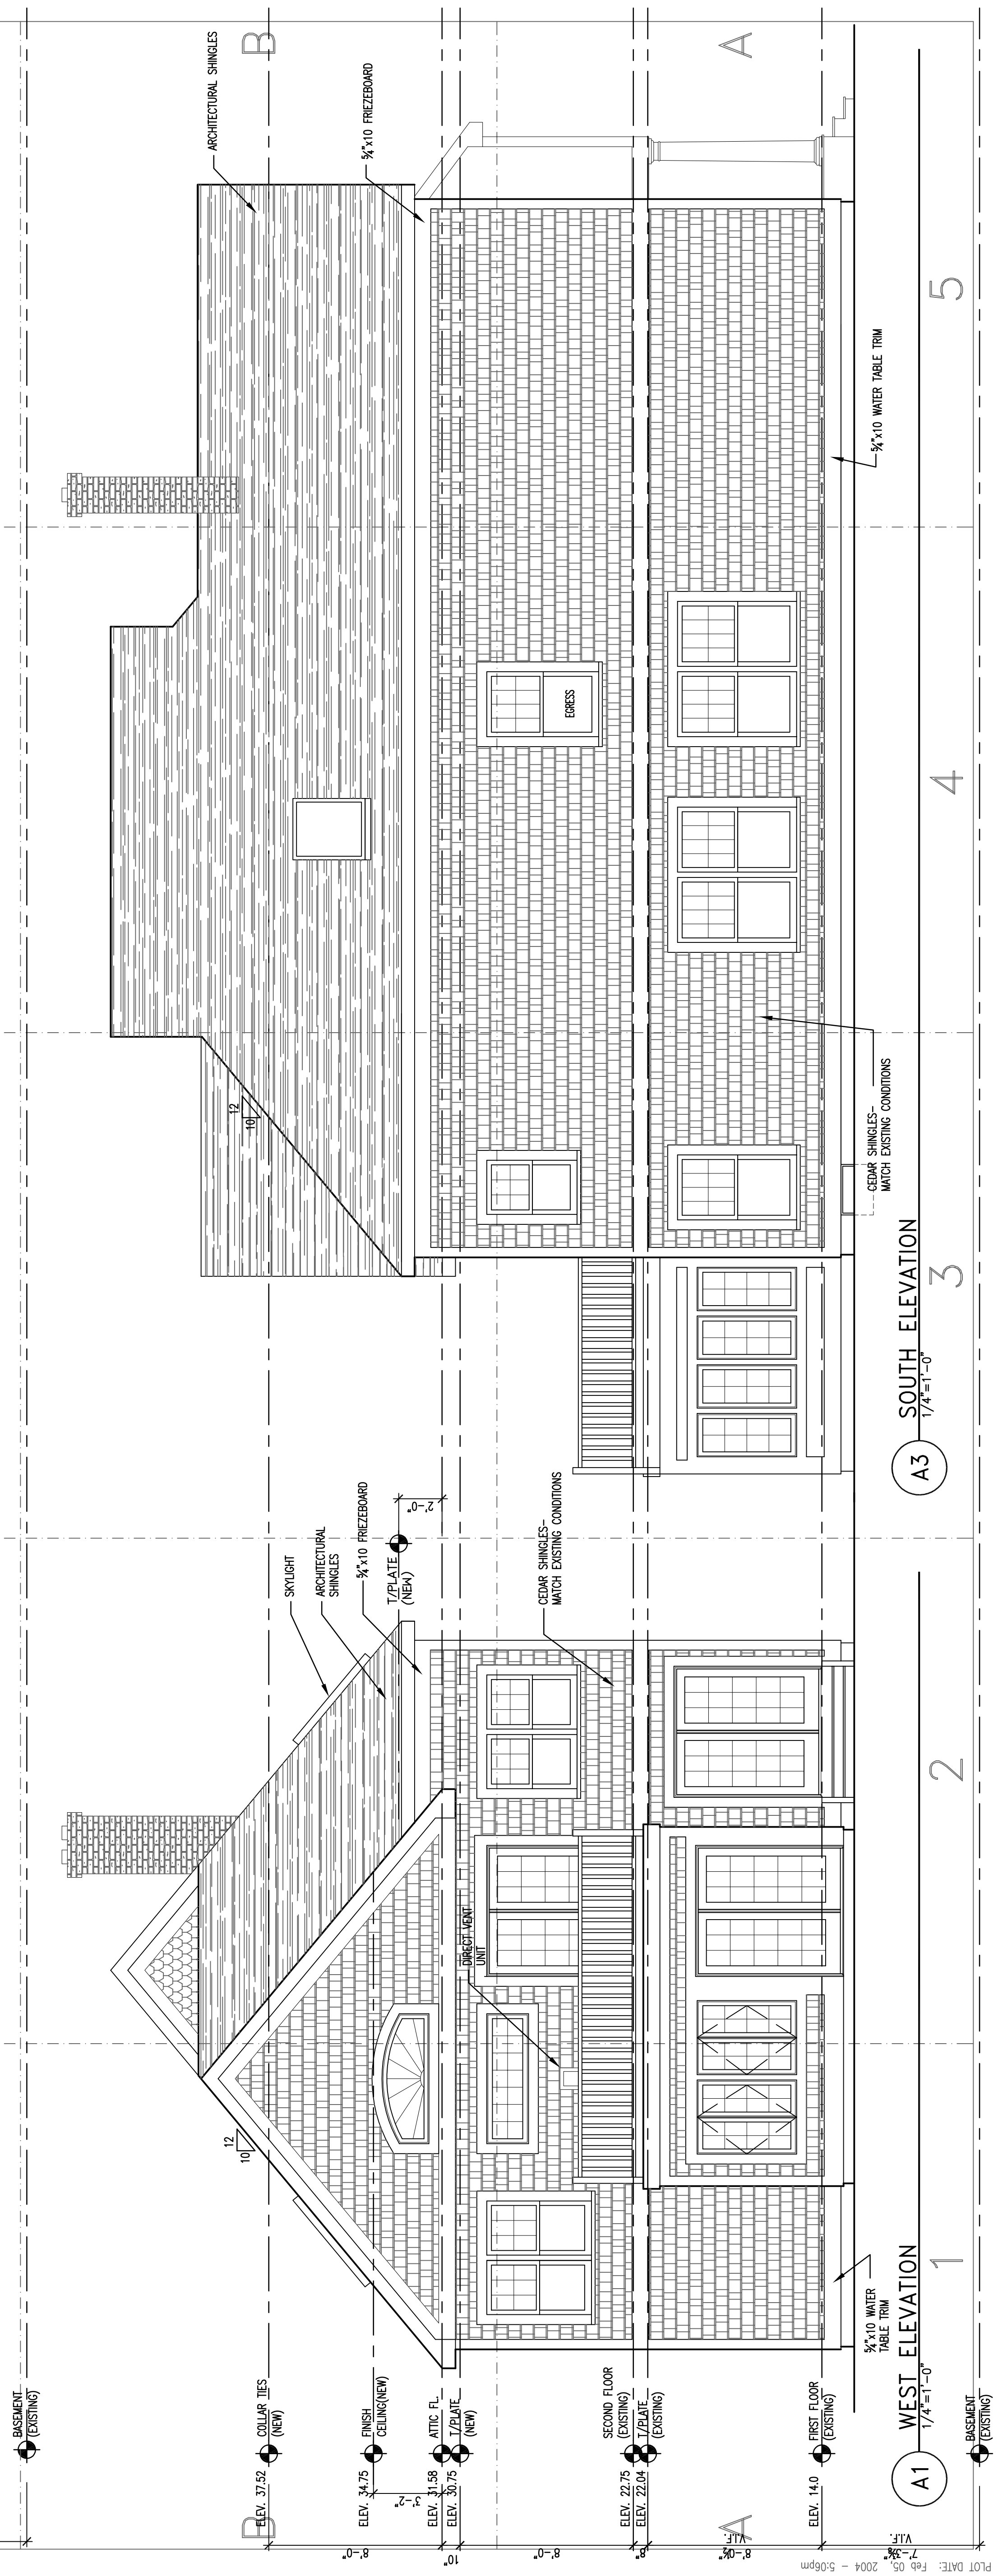 BASEMENT
(EXISTING)
B
ELEV. 37.52
COLLAR TIES
(NEW)
ELEV. 34.75
FINISH
CEILING(NEW)
3'-2"
8'-0"
ELEV. 31.58
ATTIC FL.
10"
ELEV. 30.75
T/PLATE
(NEW)
8'-0"
ELEV. 22.75
SECOND FLOOR
(EXISTING)
8"
ELEV. 22.04
T/PLATE
(EXISTING)
A
8'-0½"
V.I.F.
ELEV. 14.0
FIRST FLOOR
(EXISTING)
7'-3⅝"
V.I.F.
BASEMENT
(EXISTING)
12
10
SKYLIGHT
ARCHITECTURAL
SHINGLES
5/4"x10 FRIEZEBOARD
T/PLATE
(NEW)
2'-0"
DIRECT VENT
UNIT
CEDAR SHINGLES-
MATCH EXISTING CONDITIONS
5/4"x10 WATER
TABLE TRIM
A1
WEST ELEVATION
1/4"=1'-0"
1
2
12
10
ARCHITECTURAL SHINGLES
B
5/4"x10 FRIEZEBOARD
EGRESS
A
CEDAR SHINGLES-
MATCH EXISTING CONDITIONS
5/4"x10 WATER TABLE TRIM
A3
SOUTH ELEVATION
1/4"=1'-0"
3
4
5
PLOT DATE: Feb 05, 2004 - 5:06pm